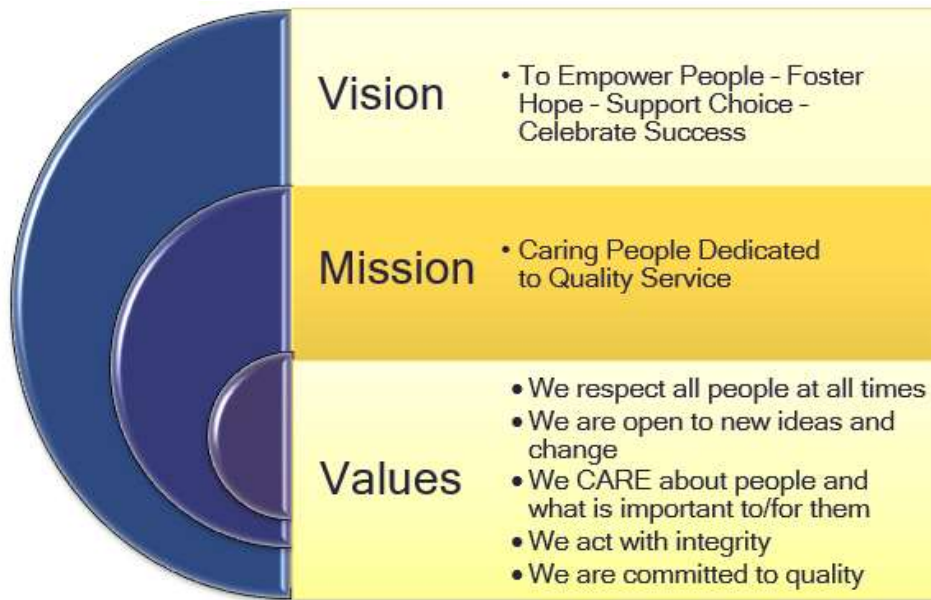 Vision
• To Empower People - Foster
Hope - Support Choice -
Celebrate Success
Mission
• Caring People Dedicated
to Quality Service
Values
• We respect all people at all times
• We are open to new ideas and
change
• We CARE about people and
what is important to/for them
• We act with integrity
• We are committed to quality